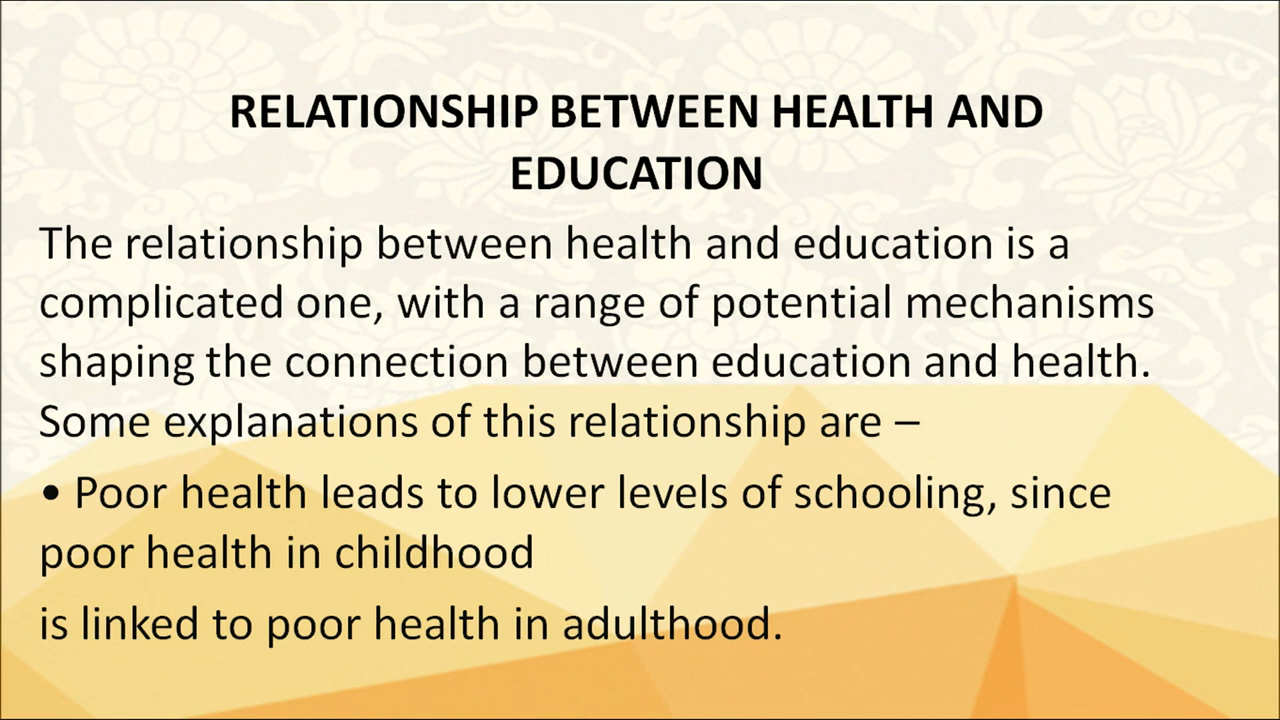 RELATIONSHIP BETWEEN HEALTH AND
EDUCATION
The relationship between health and education is a
complicated one, with a range of potential mechanisms
shaping the connection between education and health.
Some explanations of this relationship are –
• Poor health leads to lower levels of schooling, since
poor health in childhood
is linked to poor health in adulthood.